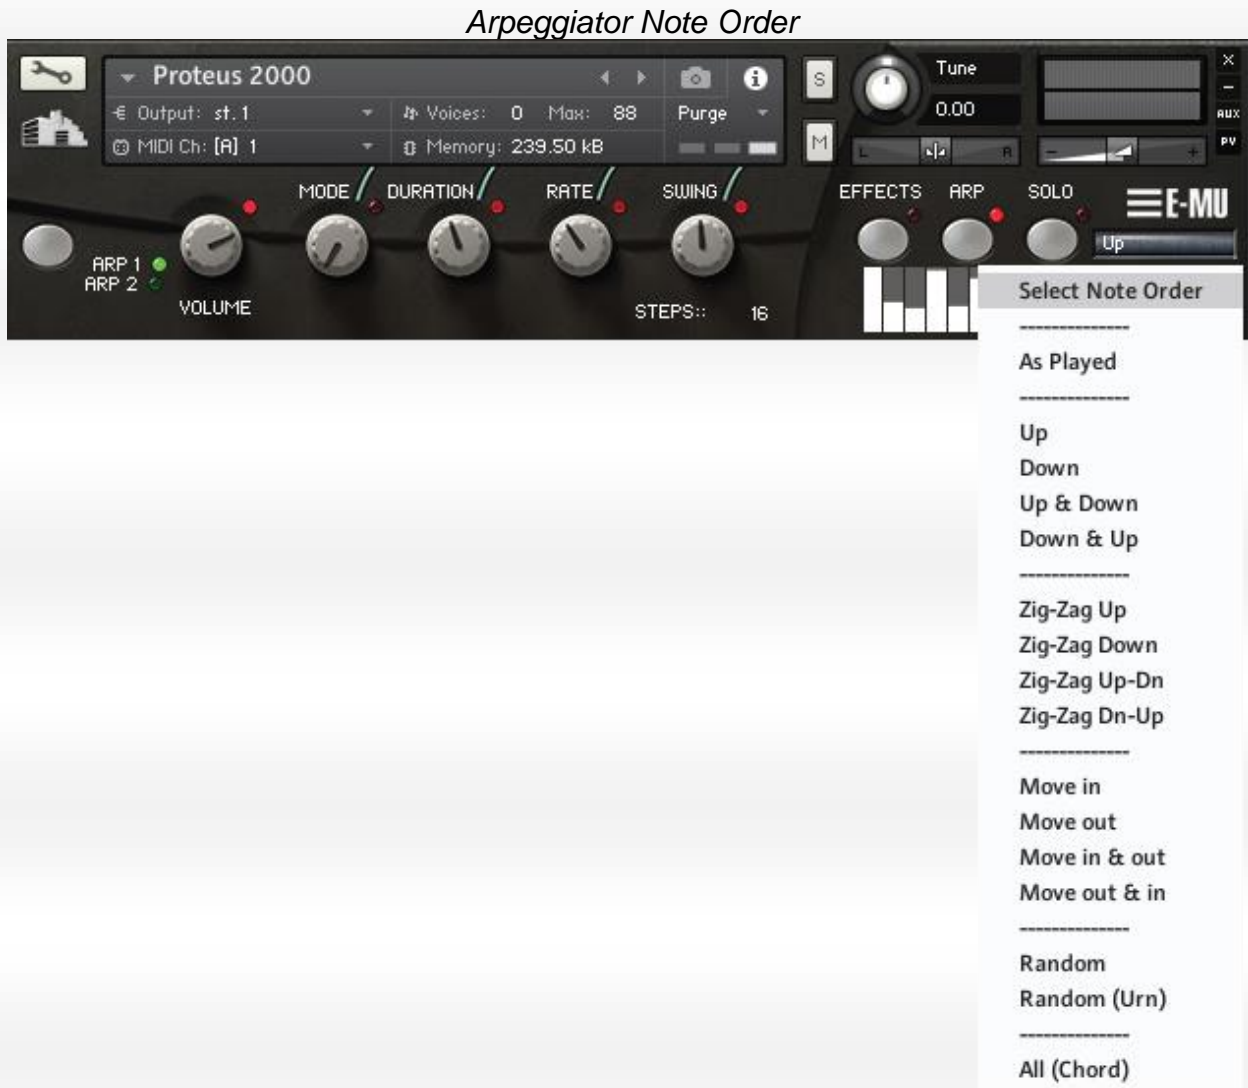 Arpeggiator Note Order
Proteus 2000
Output: st. 1
Voices: 0 Max: 88
Purge
MIDI Ch: [A] 1
Memory: 239.50 kB
S
M
Tune
0.00
L
R
-
+
×
-
AUX
PV
MODE
DURATION
RATE
SWING
EFFECTS
ARP
SOLO
E-MU
Up
ARP 1
ARP 2
VOLUME
STEPS:: 16
Select Note Order
--------------
As Played
--------------
Up
Down
Up & Down
Down & Up
--------------
Zig-Zag Up
Zig-Zag Down
Zig-Zag Up-Dn
Zig-Zag Dn-Up
--------------
Move in
Move out
Move in & out
Move out & in
--------------
Random
Random (Urn)
--------------
All (Chord)